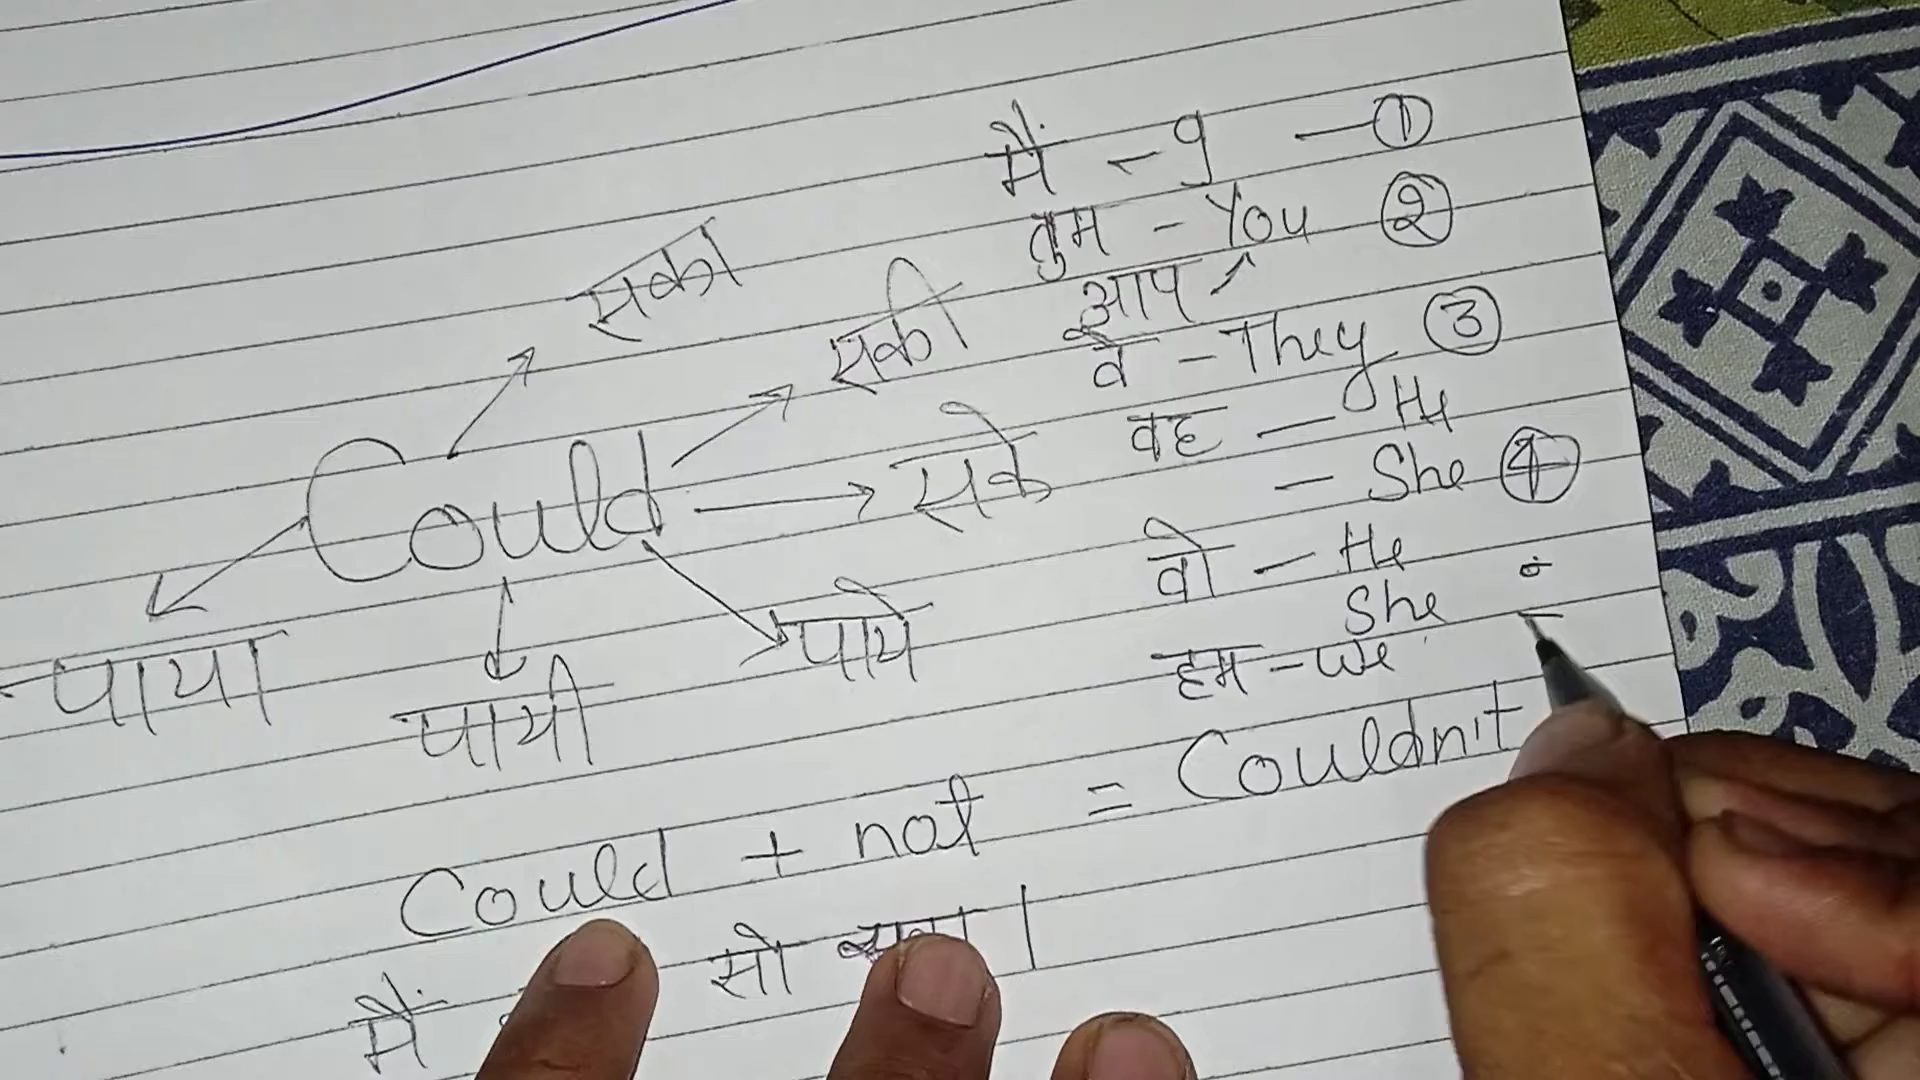 मैं - I - ①
तुम - You ②
आप
वे - They ③
वह - He
- She ④
वो - He
She
हम - We
सका
सकी
सके
Could
पाया
पायी
पाये
Could + not = Couldn't
मैं सो